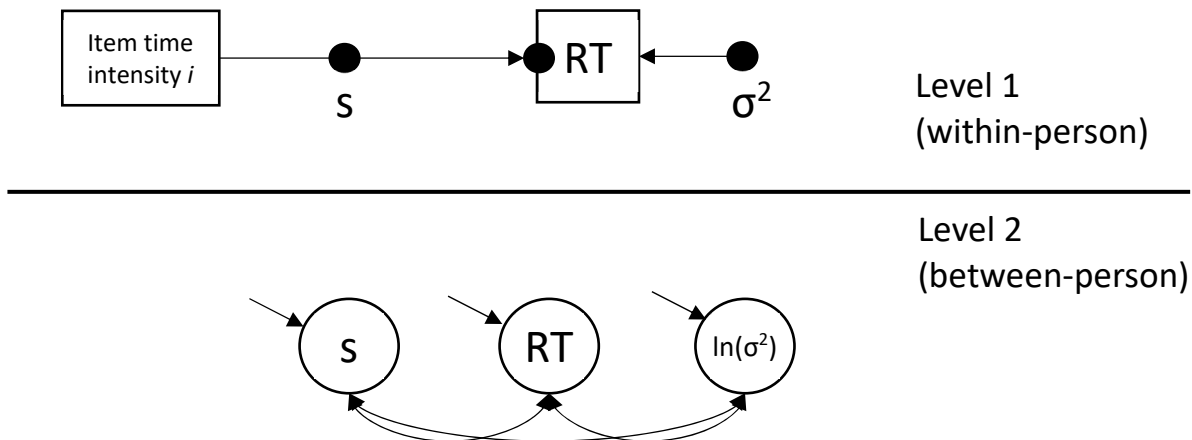 Item time
intensity i
s
RT
σ²
Level 1
(within-person)
Level 2
(between-person)
s
RT
ln(σ²)